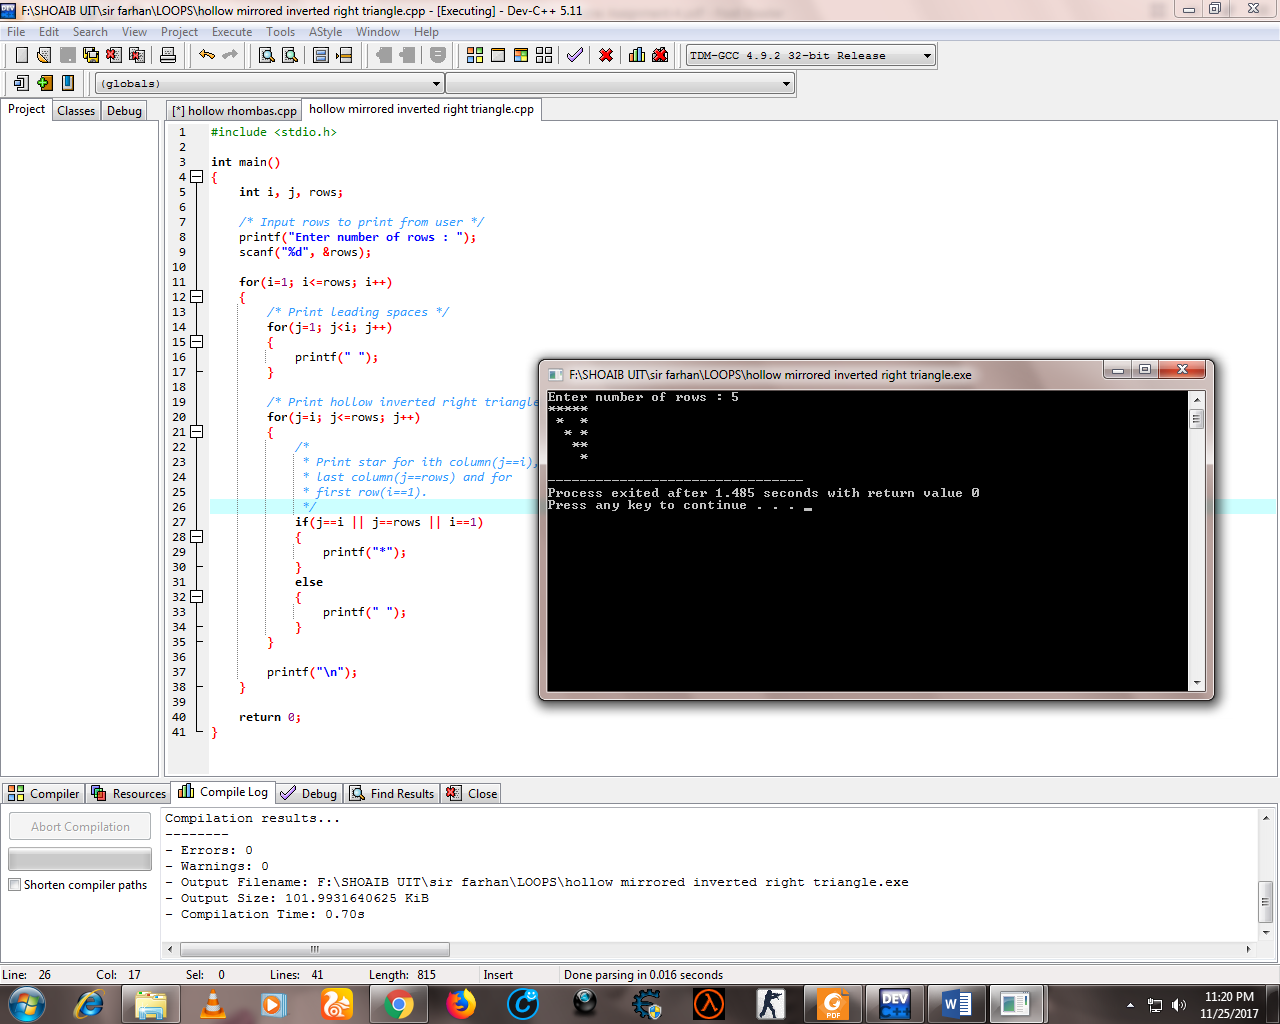 F:\SHOAIB UIT\sir farhan\LOOPS\hollow mirrored inverted right triangle.cpp - [Executing] - Dev-C++ 5.11
File Edit Search View Project Execute Tools AStyle Window Help
TDM-GCC 4.9.2 32-bit Release
(globals)
Project Classes Debug [*] hollow rhombas.cpp hollow mirrored inverted right triangle.cpp
1 #include <stdio.h>
2
3 int main()
4 {
5 int i, j, rows;
6
7 /* Input rows to print from user */
8 printf("Enter number of rows : ");
9 scanf("%d", &rows);
10
11 for(i=1; i<=rows; i++)
12 {
13 /* Print leading spaces */
14 for(j=1; j<i; j++)
15 {
16 printf(" ");
17 }
18
19 /* Print hollow inverted right triangle
20 for(j=i; j<=rows; j++)
21 {
22 /*
23 * Print star for ith column(j==i),
24 * last column(j==rows) and for
25 * first row(i==1).
26 */
27 if(j==i || j==rows || i==1)
28 {
29 printf("*");
30 }
31 else
32 {
33 printf(" ");
34 }
35 }
36
37 printf("\n");
38 }
39
40 return 0;
41 }
F:\SHOAIB UIT\sir farhan\LOOPS\hollow mirrored inverted right triangle.exe
Enter number of rows : 5
*****
 *  *
  * *
   **
    *
--------------------------------
Process exited after 1.485 seconds with return value 0
Press any key to continue . . . _
Compiler Resources Compile Log Debug Find Results Close
Abort Compilation
Shorten compiler paths
Compilation results...
--------
- Errors: 0
- Warnings: 0
- Output Filename: F:\SHOAIB UIT\sir farhan\LOOPS\hollow mirrored inverted right triangle.exe
- Output Size: 101.9931640625 KiB
- Compilation Time: 0.70s
Line: 26 Col: 17 Sel: 0 Lines: 41 Length: 815 Insert Done parsing in 0.016 seconds
PDF
DEV C++
W
11:20 PM
11/25/2017